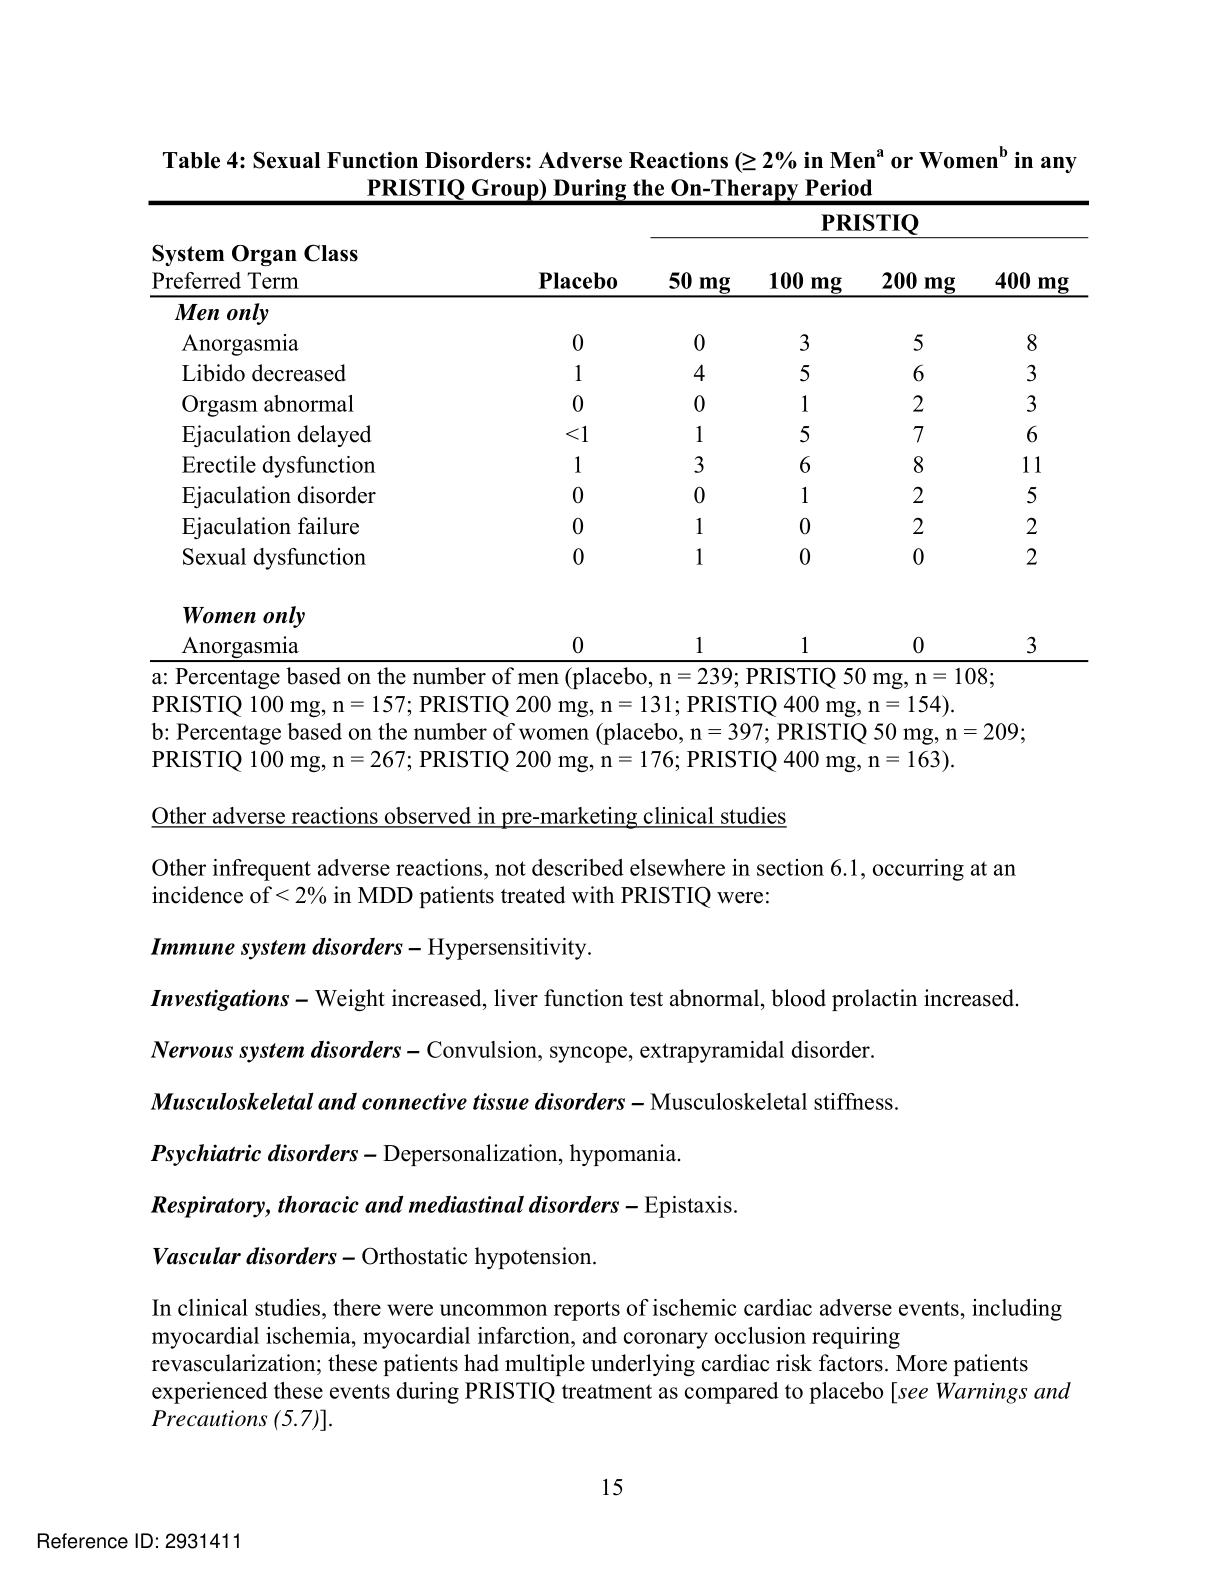 Table 4: Sexual Function Disorders: Adverse Reactions (≥ 2% in Menᵃ or Womenᵇ in any
PRISTIQ Group) During the On-Therapy Period
PRISTIQ
System Organ Class
Preferred Term Placebo 50 mg 100 mg 200 mg 400 mg
Men only
Anorgasmia 0 0 3 5 8
Libido decreased 1 4 5 6 3
Orgasm abnormal 0 0 1 2 3
Ejaculation delayed <1 1 5 7 6
Erectile dysfunction 1 3 6 8 11
Ejaculation disorder 0 0 1 2 5
Ejaculation failure 0 1 0 2 2
Sexual dysfunction 0 1 0 0 2
Women only
Anorgasmia 0 1 1 0 3
a: Percentage based on the number of men (placebo, n = 239; PRISTIQ 50 mg, n = 108;
PRISTIQ 100 mg, n = 157; PRISTIQ 200 mg, n = 131; PRISTIQ 400 mg, n = 154).
b: Percentage based on the number of women (placebo, n = 397; PRISTIQ 50 mg, n = 209;
PRISTIQ 100 mg, n = 267; PRISTIQ 200 mg, n = 176; PRISTIQ 400 mg, n = 163).
Other adverse reactions observed in pre-marketing clinical studies
Other infrequent adverse reactions, not described elsewhere in section 6.1, occurring at an
incidence of < 2% in MDD patients treated with PRISTIQ were:
Immune system disorders – Hypersensitivity.
Investigations – Weight increased, liver function test abnormal, blood prolactin increased.
Nervous system disorders – Convulsion, syncope, extrapyramidal disorder.
Musculoskeletal and connective tissue disorders – Musculoskeletal stiffness.
Psychiatric disorders – Depersonalization, hypomania.
Respiratory, thoracic and mediastinal disorders – Epistaxis.
Vascular disorders – Orthostatic hypotension.
In clinical studies, there were uncommon reports of ischemic cardiac adverse events, including
myocardial ischemia, myocardial infarction, and coronary occlusion requiring
revascularization; these patients had multiple underlying cardiac risk factors. More patients
experienced these events during PRISTIQ treatment as compared to placebo [see Warnings and
Precautions (5.7)].
15
Reference ID: 2931411